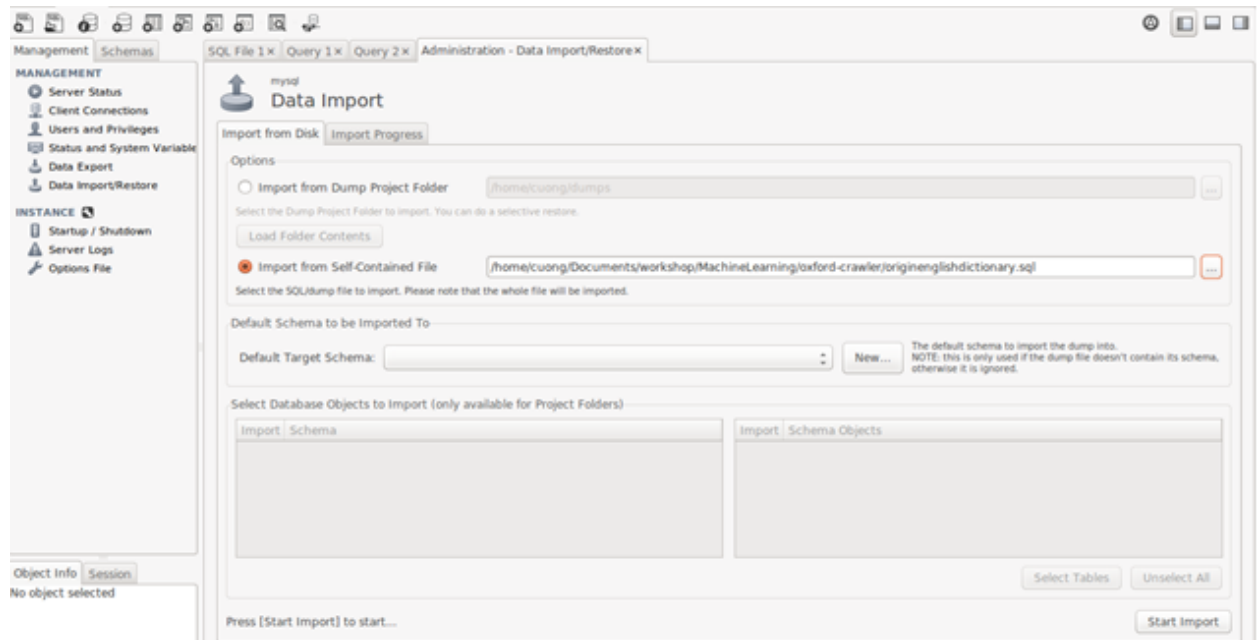 Management Schemas
SQL File 1× Query 1× Query 2× Administration - Data Import/Restore×
MANAGEMENT
Server Status
Client Connections
Users and Privileges
Status and System Variable
Data Export
Data Import/Restore
INSTANCE
Startup / Shutdown
Server Logs
Options File
Object Info Session
No object selected
mysql
Data Import
Import from Disk Import Progress
Options
Import from Dump Project Folder /home/cuong/dumps ...
Select the Dump Project Folder to import. You can do a selective restore.
Load Folder Contents
Import from Self-Contained File /home/cuong/Documents/workshop/MachineLearning/oxford-crawler/originenglishdictionary.sql ...
Select the SQL/dump file to import. Please note that the whole file will be imported.
Default Schema to be Imported To
Default Target Schema: New...
The default schema to import the dump into.
NOTE: this is only used if the dump file doesn't contain its schema,
otherwise it is ignored.
Select Database Objects to Import (only available for Project Folders)
Import Schema Import Schema Objects
Select Tables Unselect All
Press [Start Import] to start... Start Import